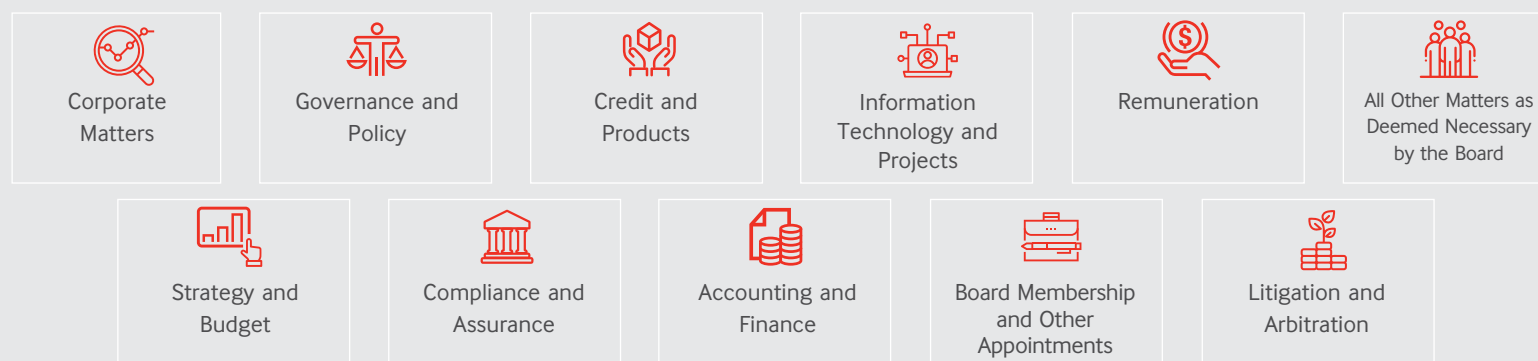 Corporate
Matters
Governance and
Policy
Credit and
Products
Information
Technology and
Projects
Remuneration
All Other Matters as
Deemed Necessary
by the Board
Strategy and
Budget
Compliance and
Assurance
Accounting and
Finance
Board Membership
and Other
Appointments
Litigation and
Arbitration